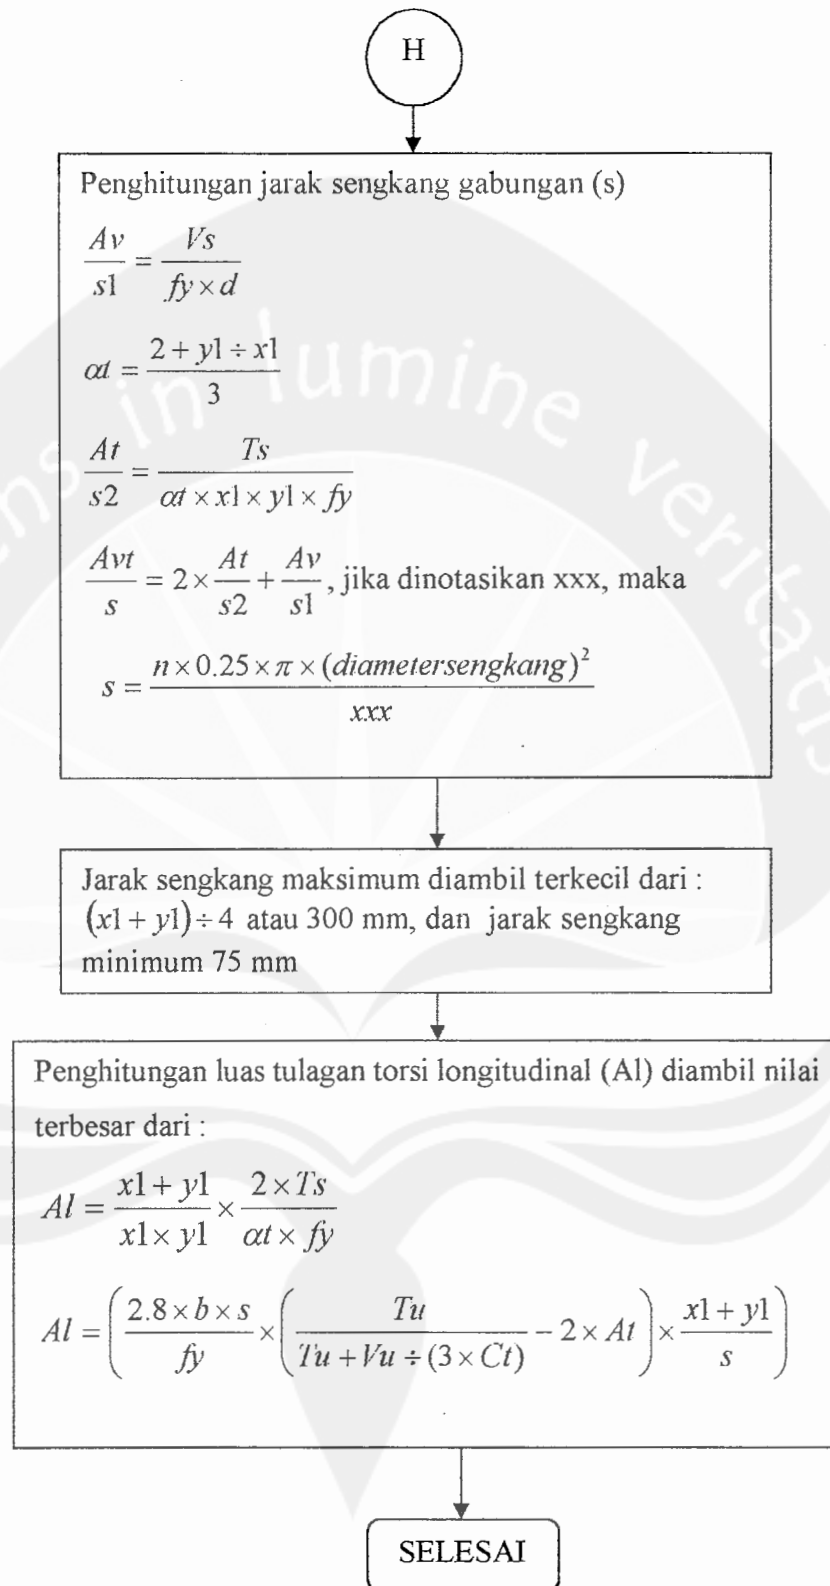 H
Penghitungan jarak sengkang gabungan (s)
Av/s1 = Vs/(fy × d)
αt = (2 + y1 ÷ x1)/3
At/s2 = Ts/(αt × x1 × y1 × fy)
Avt/s = 2 × At/s2 + Av/s1 , jika dinotasikan xxx, maka
s = (n × 0.25 × π × (diametersengkang)²)/xxx
Jarak sengkang maksimum diambil terkecil dari :
(x1 + y1) ÷ 4 atau 300 mm, dan jarak sengkang
minimum 75 mm
Penghitungan luas tulagan torsi longitudinal (Al) diambil nilai
terbesar dari :
Al = (x1 + y1)/(x1 × y1) × (2 × Ts)/(αt × fy)
Al = ((2.8 × b × s)/fy × (Tu/(Tu + Vu ÷ (3 × Ct)) − 2 × At) × (x1 + y1)/s)
SELESAI
ens in lumine veritatis